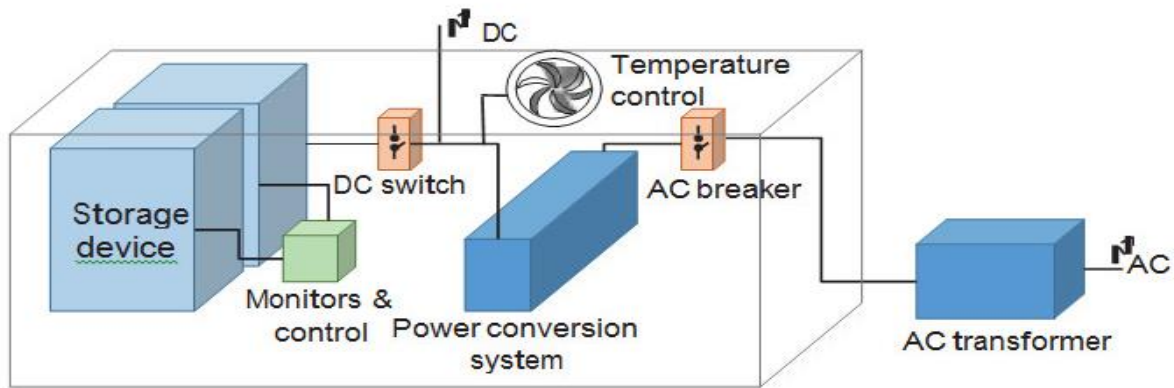 DC
Temperature
control
DC switch
AC breaker
Storage
device
Monitors &
control
Power conversion
system
AC
AC transformer